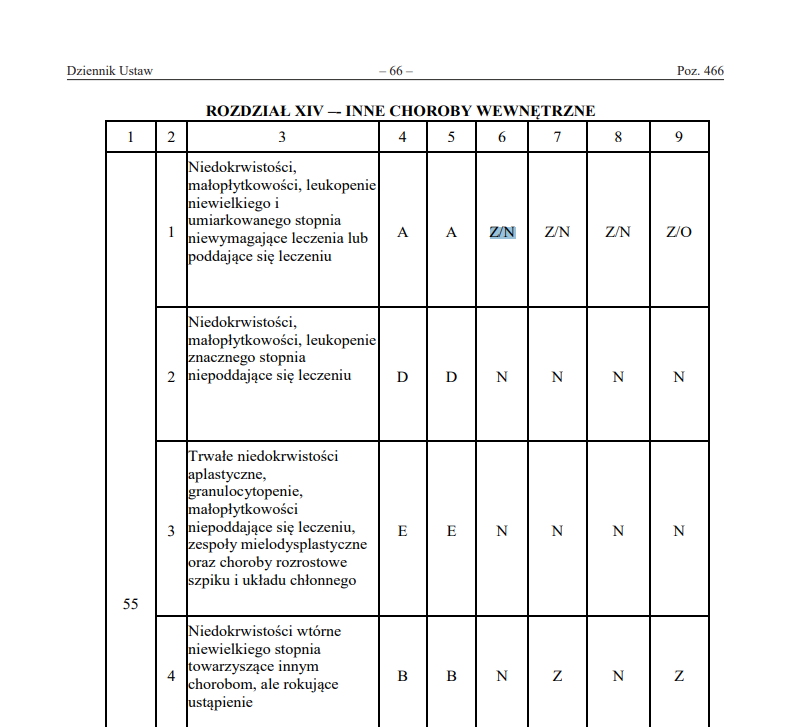 Dziennik Ustaw – 66 – Poz. 466
ROZDZIAŁ XIV –- INNE CHOROBY WEWNĘTRZNE
1 2 3 4 5 6 7 8 9
Niedokrwistości,
małopłytkowości, leukopenie
niewielkiego i
umiarkowanego stopnia
1 niewymagające leczenia lub A A Z/N Z/N Z/N Z/O
poddające się leczeniu
Niedokrwistości,
małopłytkowości, leukopenie
znacznego stopnia
2 niepoddające się leczeniu D D N N N N
Trwałe niedokrwistości
aplastyczne,
granulocytopenie,
małopłytkowości
3 niepoddające się leczeniu, E E N N N N
zespoły mielodysplastyczne
oraz choroby rozrostowe
szpiku i układu chłonnego
55
Niedokrwistości wtórne
niewielkiego stopnia
towarzyszące innym
4 chorobom, ale rokujące B B N Z N Z
ustąpienie